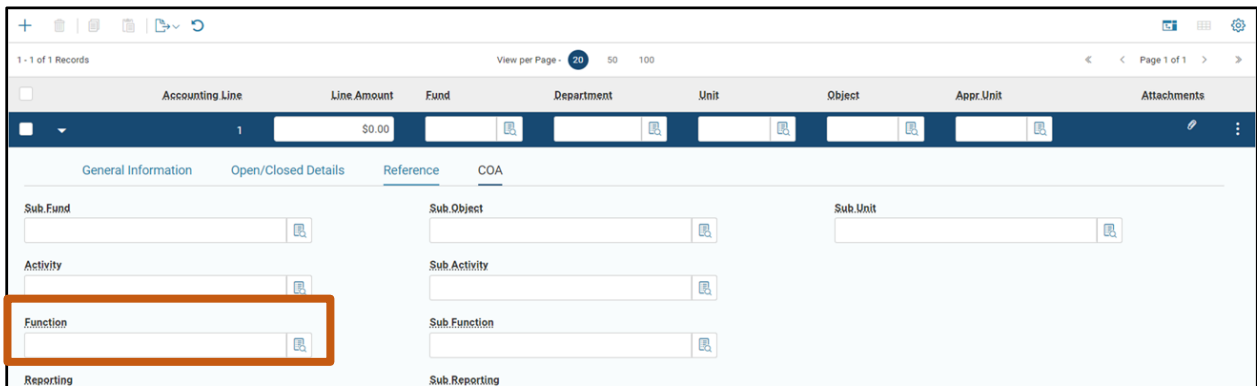 1 - 1 of 1 Records View per Page - 20 50 100 Page 1 of 1
Accounting Line Line Amount Fund Department Unit Object Appr Unit Attachments
1 $0.00
General Information Open/Closed Details Reference COA
Sub Fund Sub Object Sub Unit
Activity Sub Activity
Function Sub Function
Reporting Sub Reporting